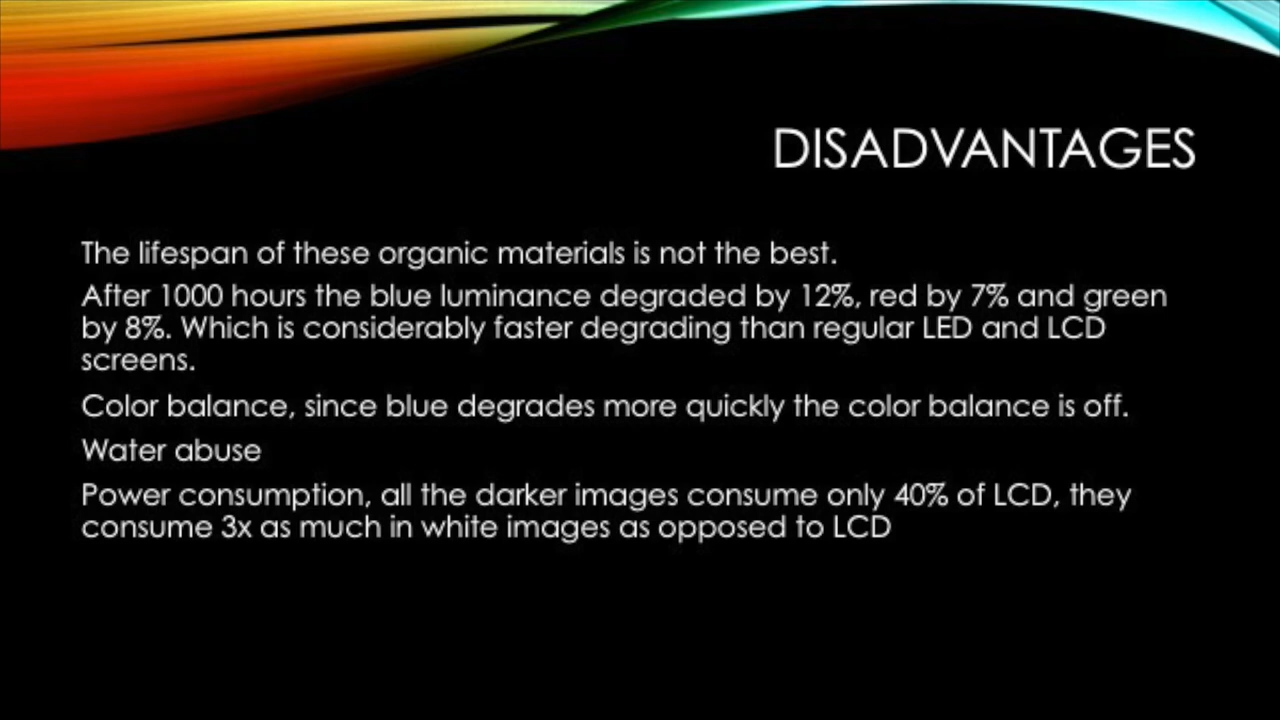 DISADVANTAGES
The lifespan of these organic materials is not the best.
After 1000 hours the blue luminance degraded by 12%, red by 7% and green
by 8%. Which is considerably faster degrading than regular LED and LCD
screens.
Color balance, since blue degrades more quickly the color balance is off.
Water abuse
Power consumption, all the darker images consume only 40% of LCD, they
consume 3x as much in white images as opposed to LCD